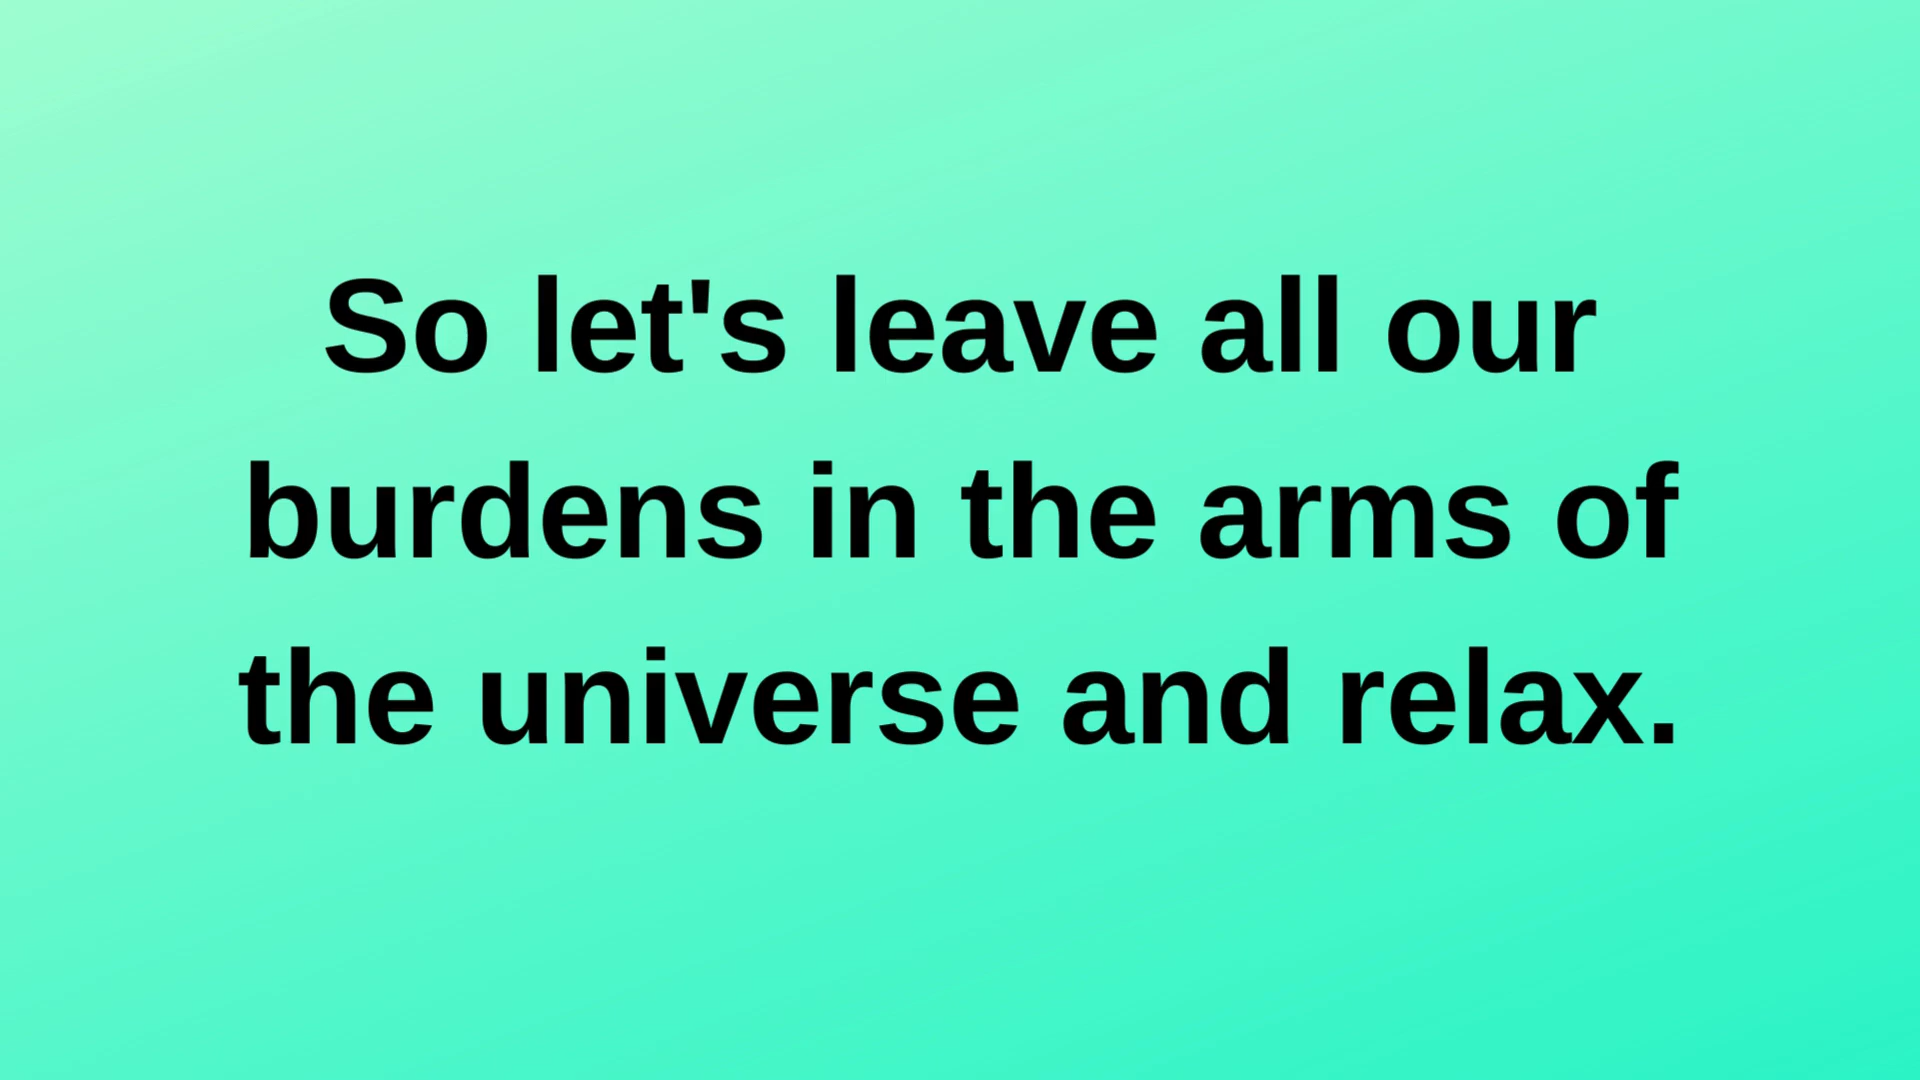 So let's leave all our
burdens in the arms of
the universe and relax.